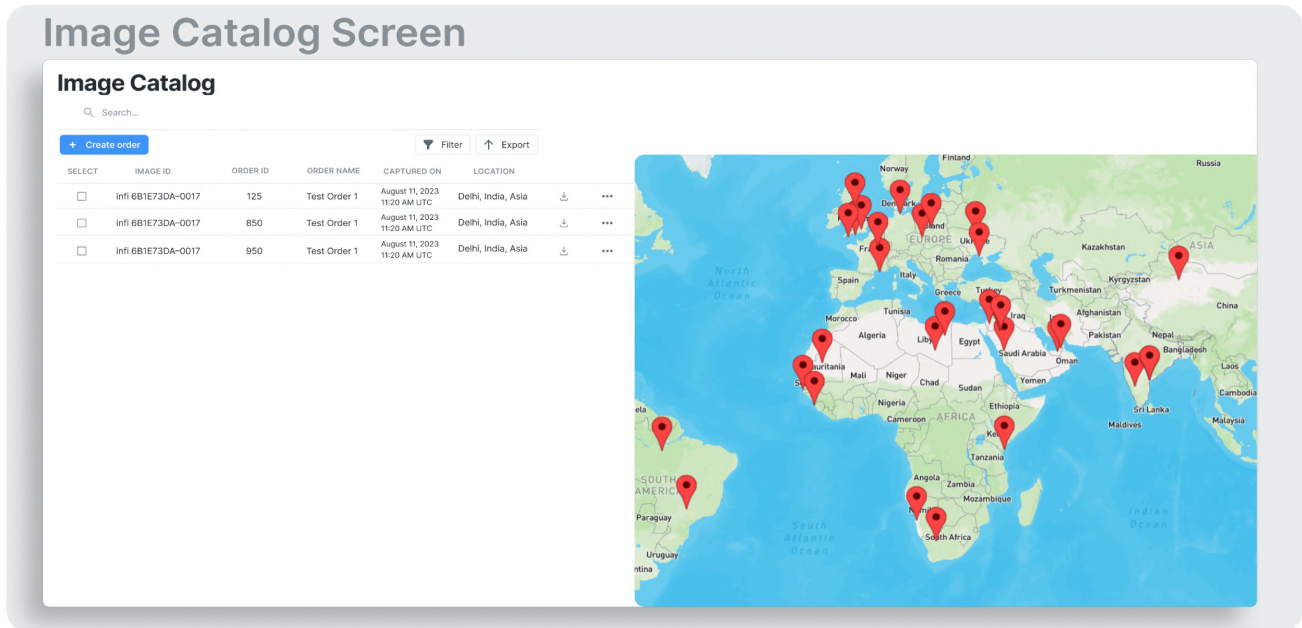 Image Catalog Screen
Image Catalog
Search...
+ Create order
Filter
Export
SELECT IMAGE ID ORDER ID ORDER NAME CAPTURED ON LOCATION
infi 6B1E73DA–0017 125 Test Order 1 August 11, 2023 11:20 AM UTC Delhi, India, Asia
infi 6B1E73DA–0017 850 Test Order 1 August 11, 2023 11:20 AM UTC Delhi, India, Asia
infi 6B1E73DA–0017 950 Test Order 1 August 11, 2023 11:20 AM UTC Delhi, India, Asia
Finland
Russia
Norway
EUROPE
Kazakhstan
ASIA
Romania
Italy
Spain
Kyrgyzstan
Greece
Turkey
Turkmenistan
North
Atlantic
Ocean
China
Tunisia
Morocco
Afghanistan
Iraq
Algeria
Egypt
Pakistan
Nepal
Bangladesh
Saudi Arabia
Oman
Laos
Mali
Niger
Chad
Yemen
Sudan
Cambodia
Nigeria
Ethiopia
Sri Lanka
Cameroon
AFRICA
Maldives
Malaysia
Tanzania
Angola
Zambia
SOUTH
AMERICA
Mozambique
Paraguay
Indian
Ocean
South
Atlantic
Ocean
South Africa
Uruguay